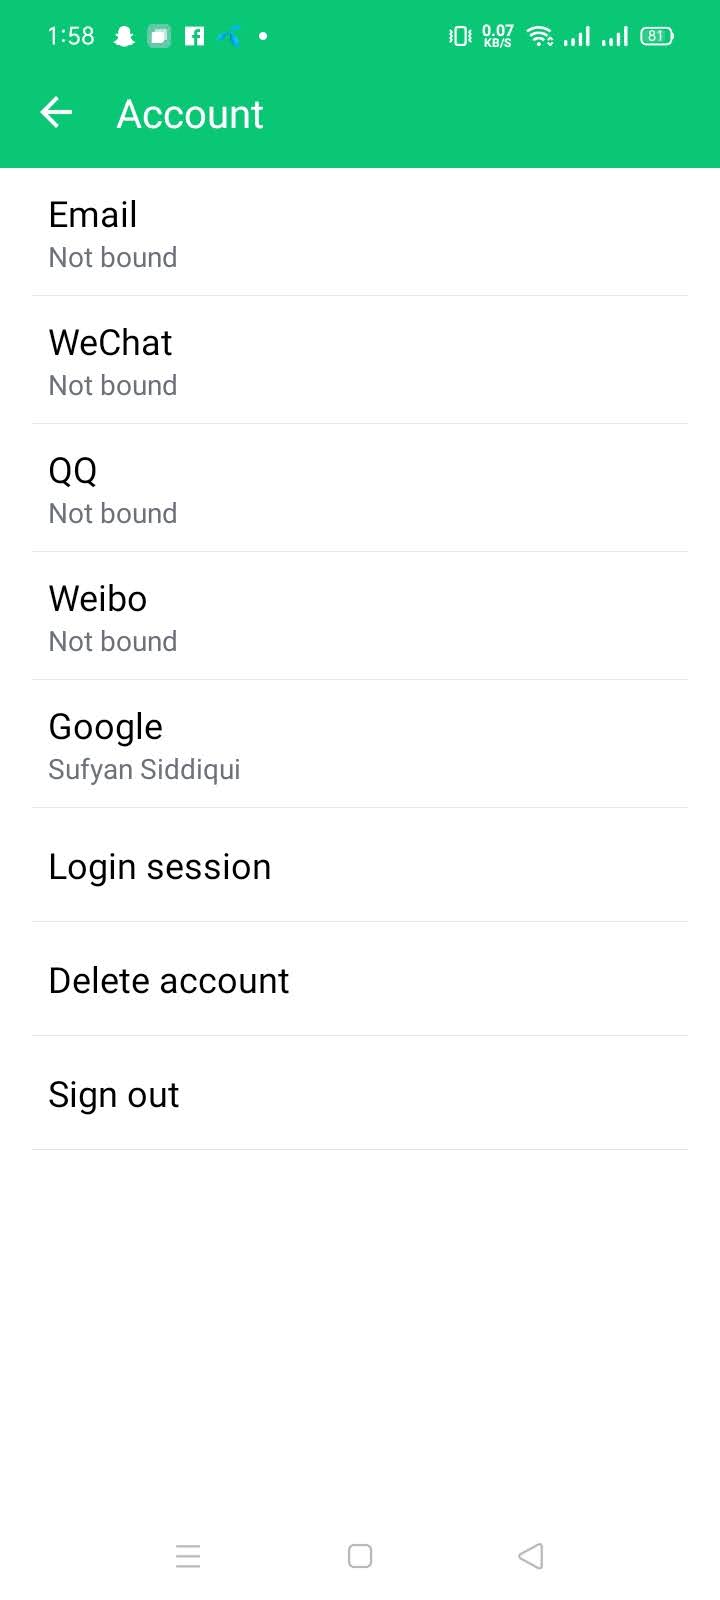 1:58
0.07
KB/S
81
Account
Email
Not bound
WeChat
Not bound
QQ
Not bound
Weibo
Not bound
Google
Sufyan Siddiqui
Login session
Delete account
Sign out